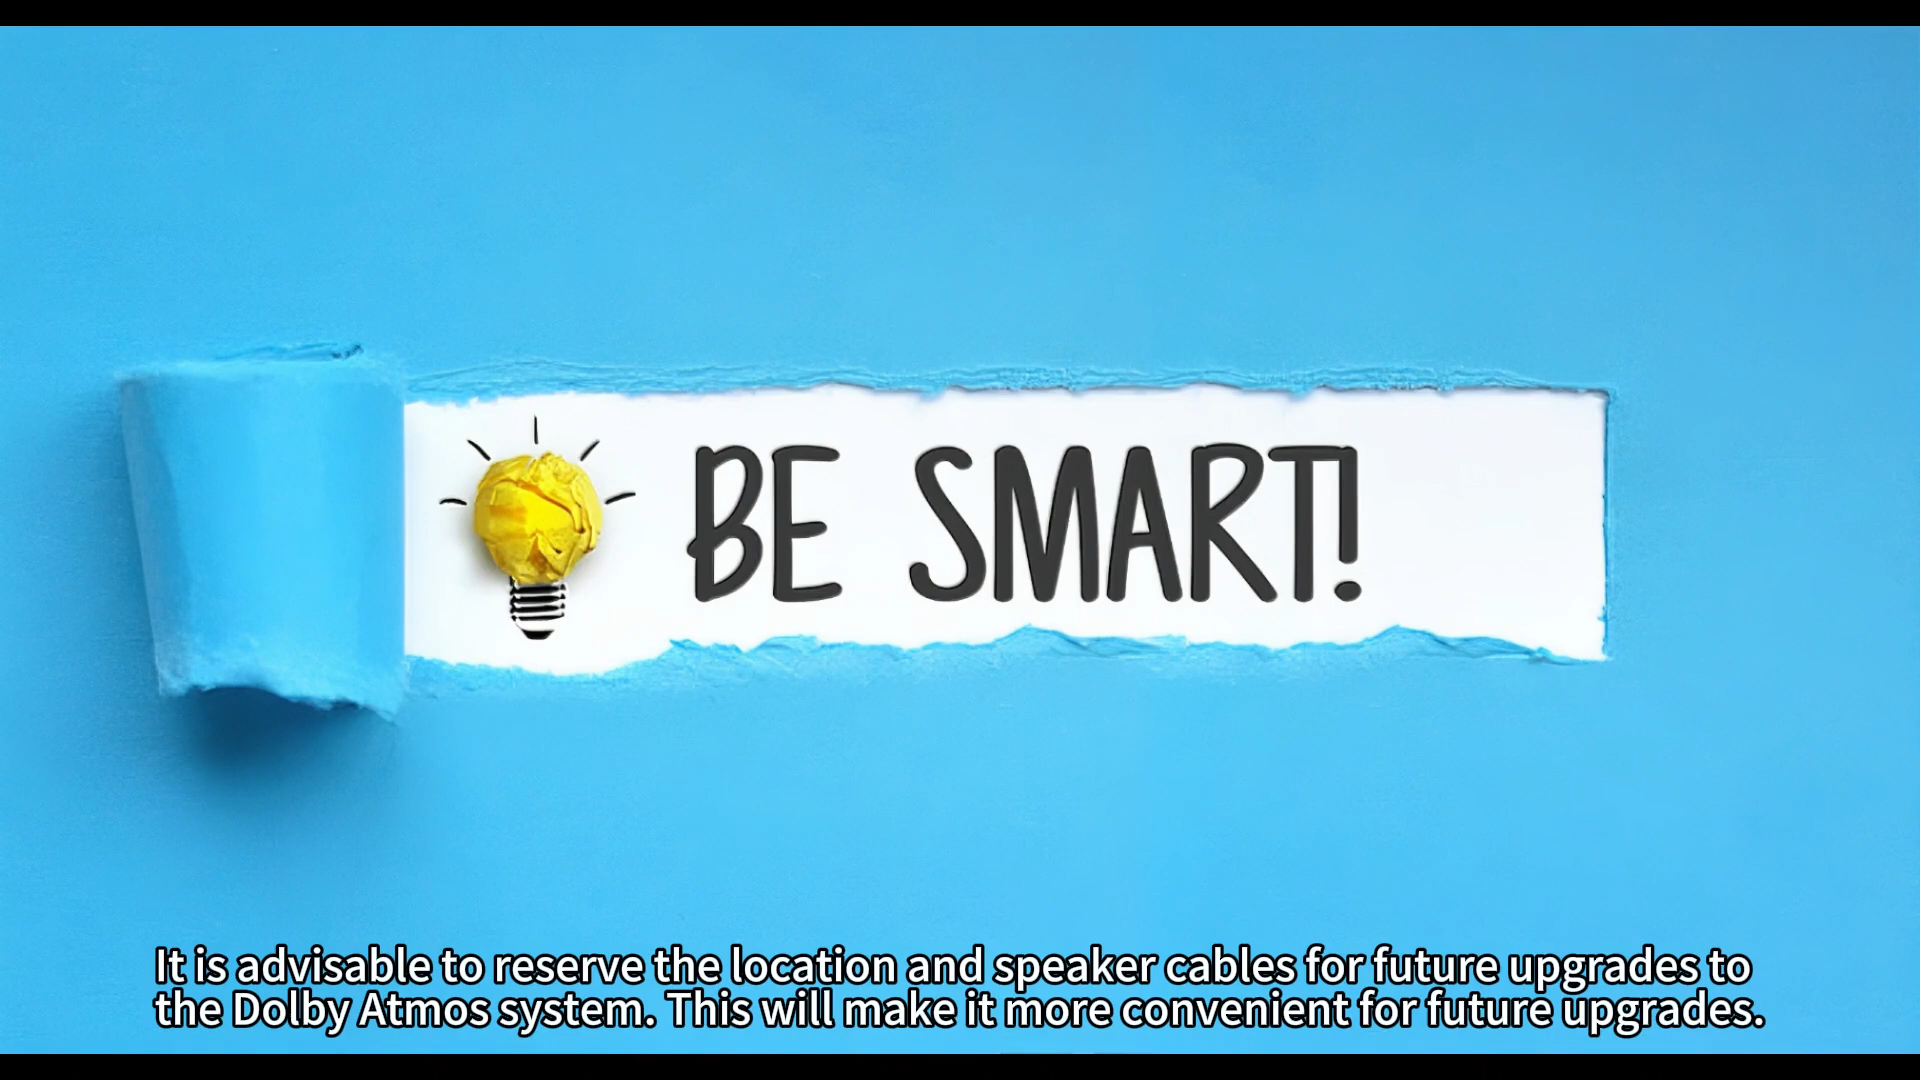 BE SMART!
It is advisable to reserve the location and speaker cables for future upgrades to
the Dolby Atmos system. This will make it more convenient for future upgrades.